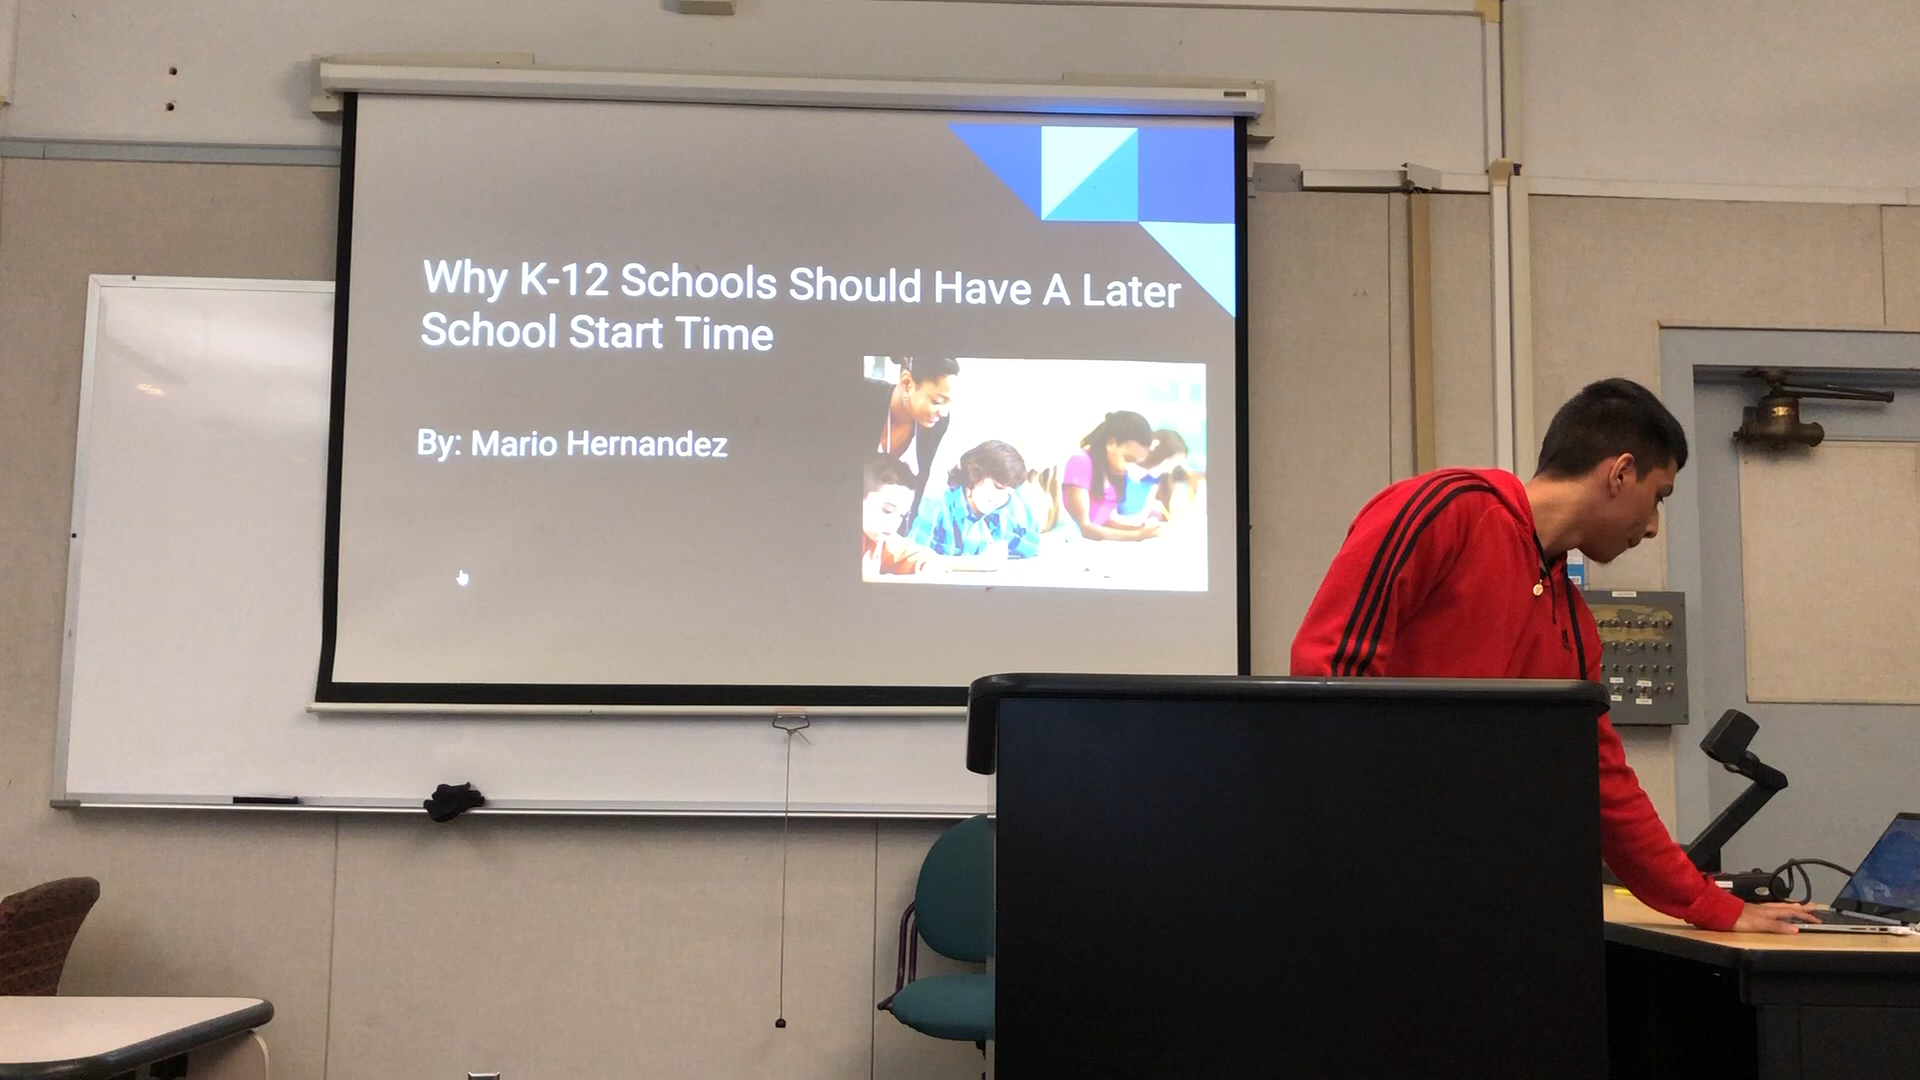 Why K-12 Schools Should Have A Later
School Start Time
By: Mario Hernandez